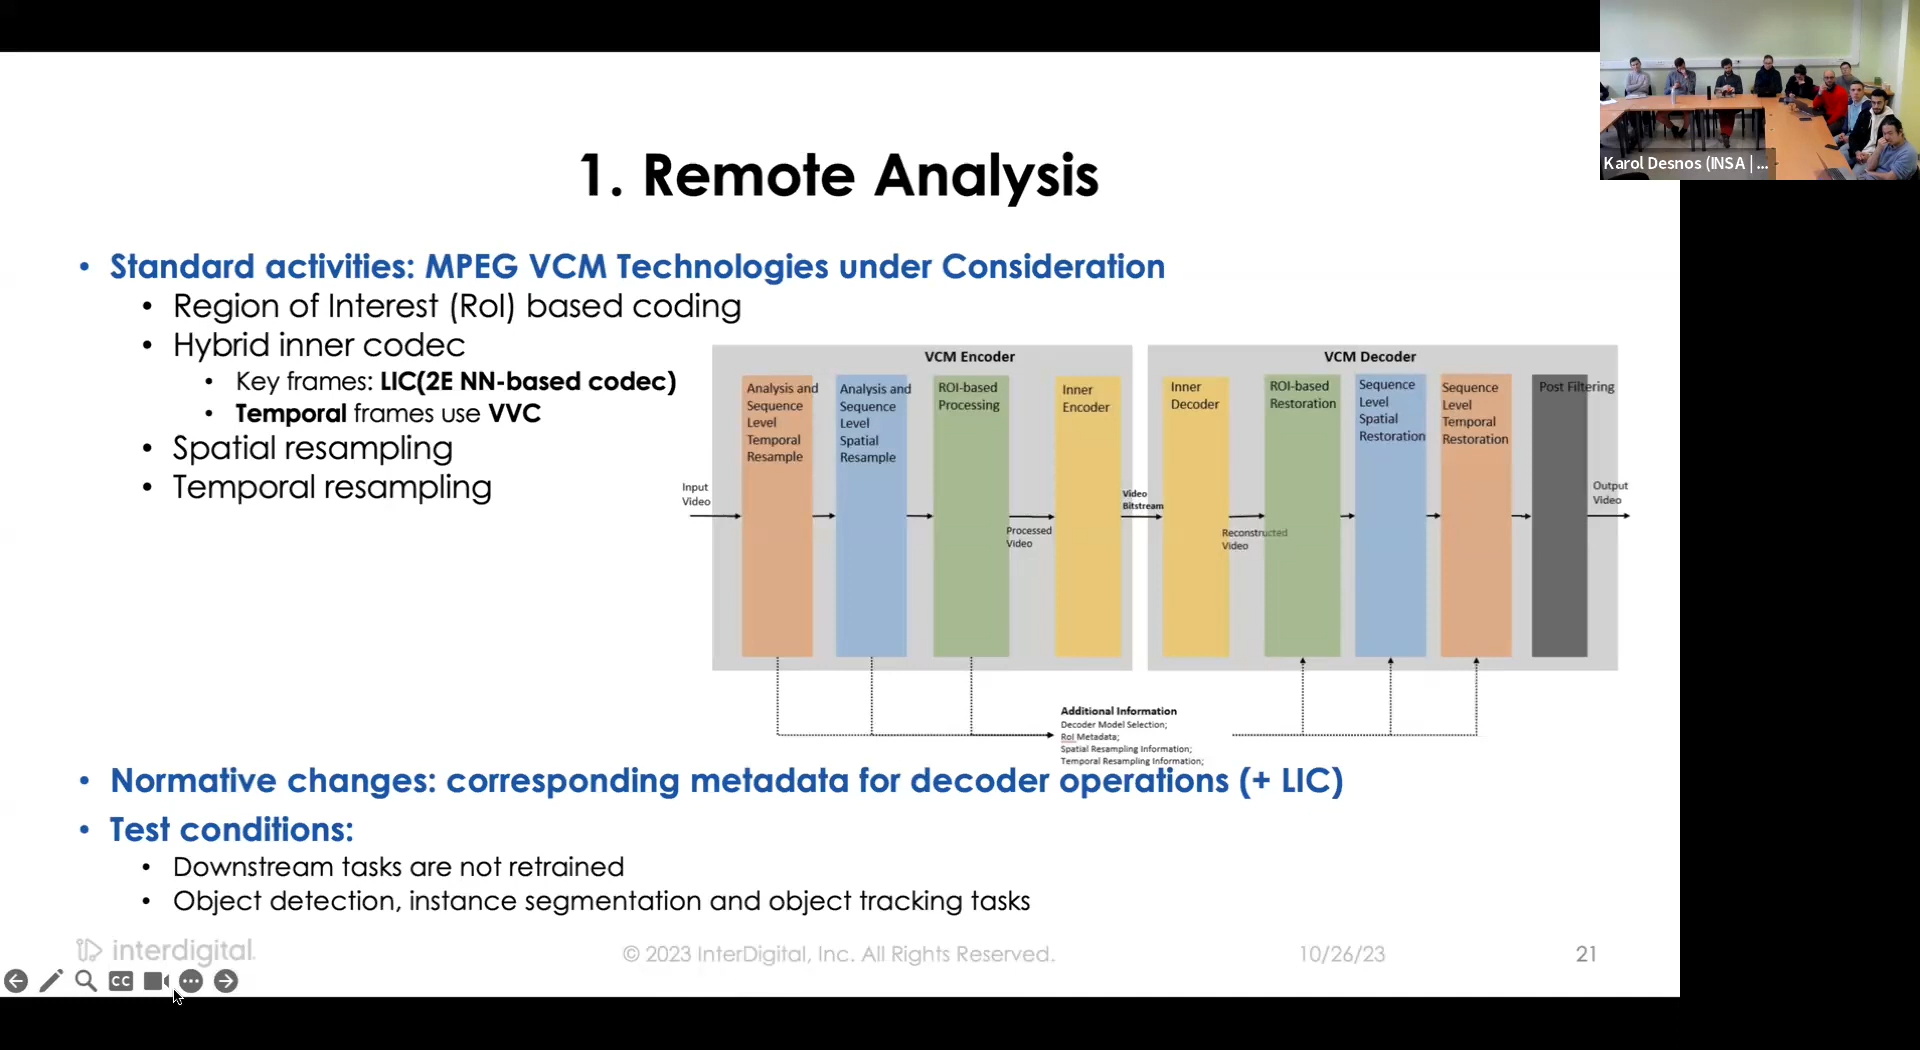 Karol Desnos (INSA | ...
1. Remote Analysis
• Standard activities: MPEG VCM Technologies under Consideration
• Region of Interest (RoI) based coding
• Hybrid inner codec
• Key frames: LIC(2E NN-based codec)
• Temporal frames use VVC
• Spatial resampling
• Temporal resampling
VCM Encoder
Analysis and
Sequence
Level
Temporal
Resample
Analysis and
Sequence
Level
Spatial
Resample
ROI-based
Processing
Inner
Encoder
Input
Video
Processed
Video
Video
Bitstream
VCM Decoder
Inner
Decoder
ROI-based
Restoration
Sequence
Level
Spatial
Restoration
Sequence
Level
Temporal
Restoration
Post Filtering
Reconstructed
Video
Output
Video
Additional Information
Decoder Model Selection;
RoI Metadata;
Spatial Resampling Information;
Temporal Resampling Information;
• Normative changes: corresponding metadata for decoder operations (+ LIC)
• Test conditions:
• Downstream tasks are not retrained
• Object detection, instance segmentation and object tracking tasks
interdigital.
© 2023 InterDigital, Inc. All Rights Reserved.
10/26/23
21
CC